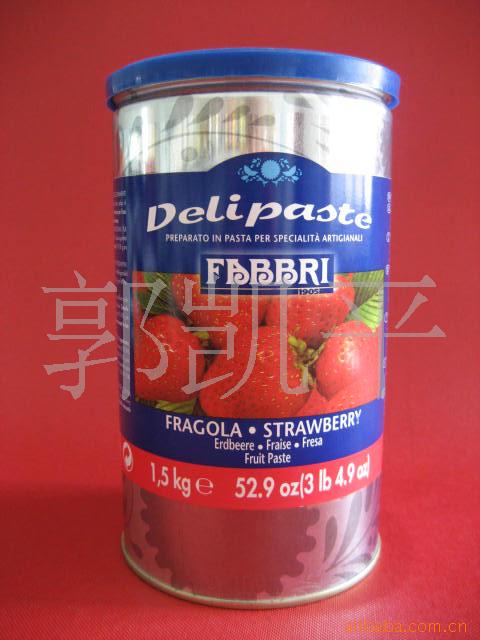 Delipaste
PREPARATO IN PASTA PER SPECIALITÀ ARTIGIANALI
FABBRI
1905
郭凯平
FRAGOLA • STRAWBERRY
Erdbeere • Fraise • Fresa
Fruit Paste
1,5 kg ℮ 52.9 oz (3 lb 4.9 oz)
alibaba.com.cn